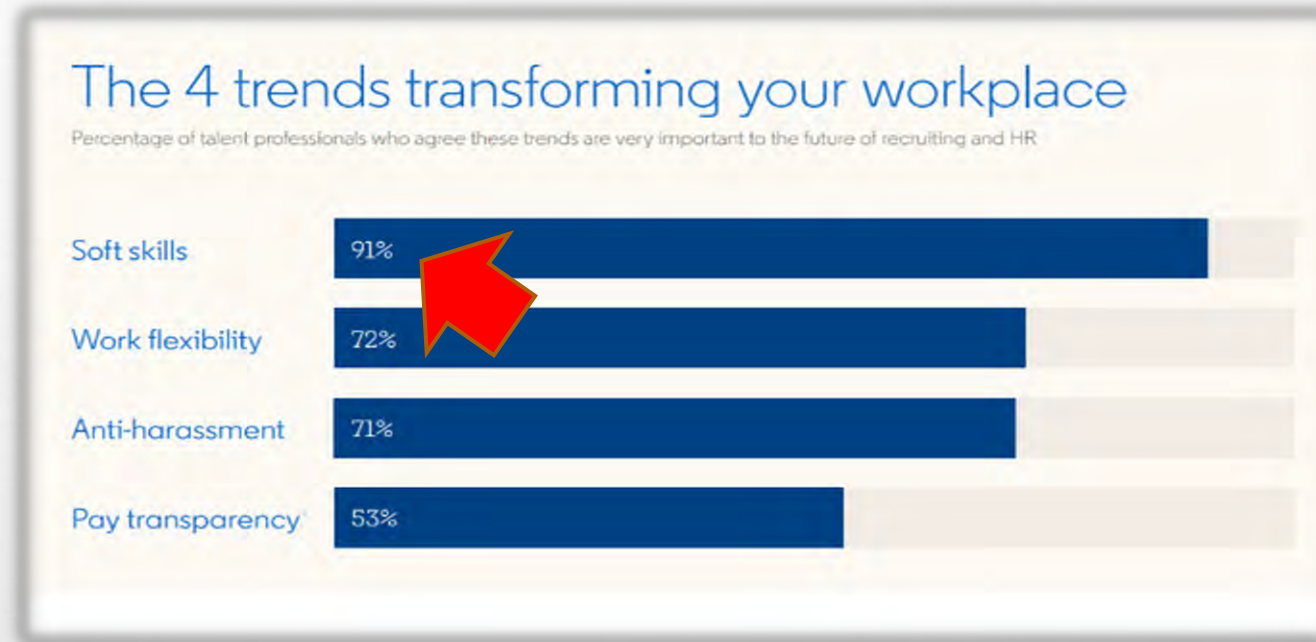 The 4 trends transforming your workplace
Percentage of talent professionals who agree these trends are very important to the future of recruiting and HR
Soft skills 91%
Work flexibility 72%
Anti-harassment 71%
Pay transparency 53%